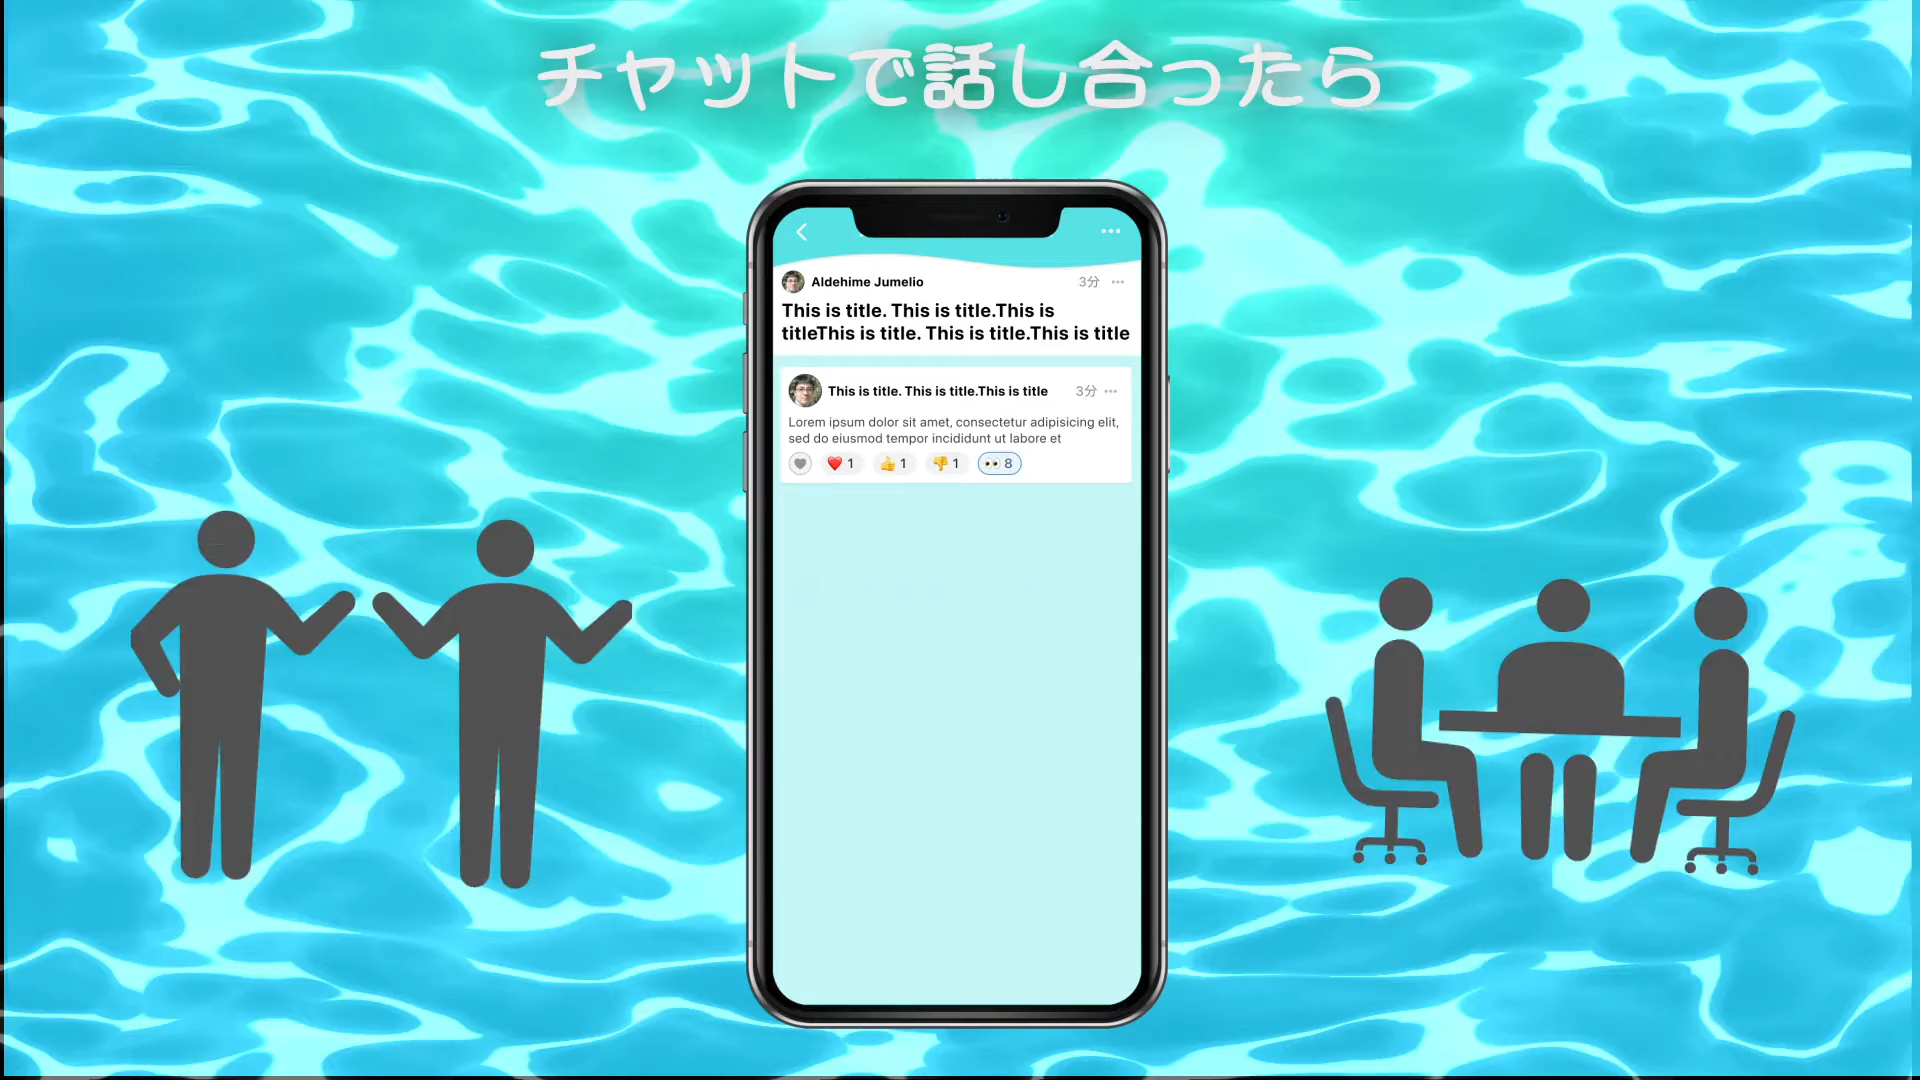 チャットで話し合ったら
Aldehime Jumelio 3分
This is title. This is title.This is
titleThis is title. This is title.This is title
This is title. This is title.This is title 3分
Lorem ipsum dolor sit amet, consectetur adipisicing elit,
sed do eiusmod tempor incididunt ut labore et
❤️ 1 👍 1 👎 1 👀 8